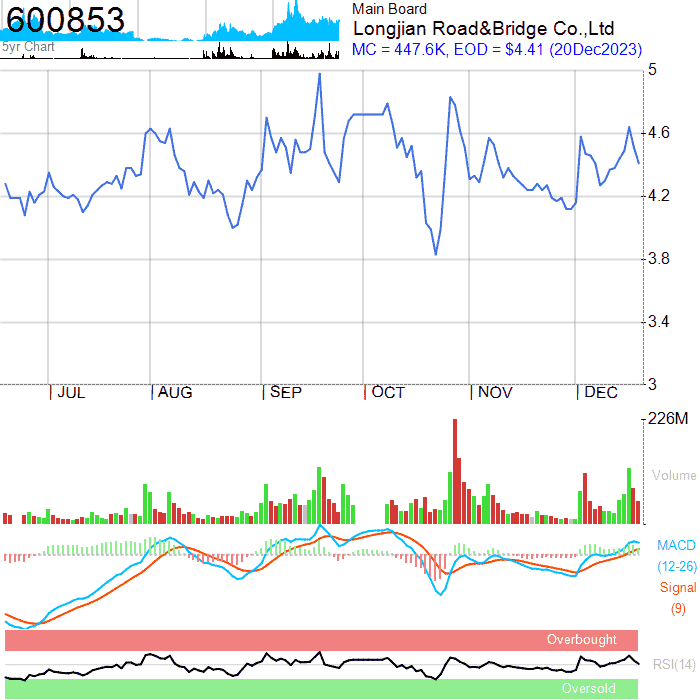 600853
5yr Chart
Main Board
Longjian Road&Bridge Co.,Ltd
MC = 447.6K, EOD = $4.41 (20Dec2023)
5
4.6
4.2
3.8
3.4
3
JUL AUG SEP OCT NOV DEC
226M
Volume
MACD
(12-26)
Signal
(9)
Overbought
RSI(14)
Oversold